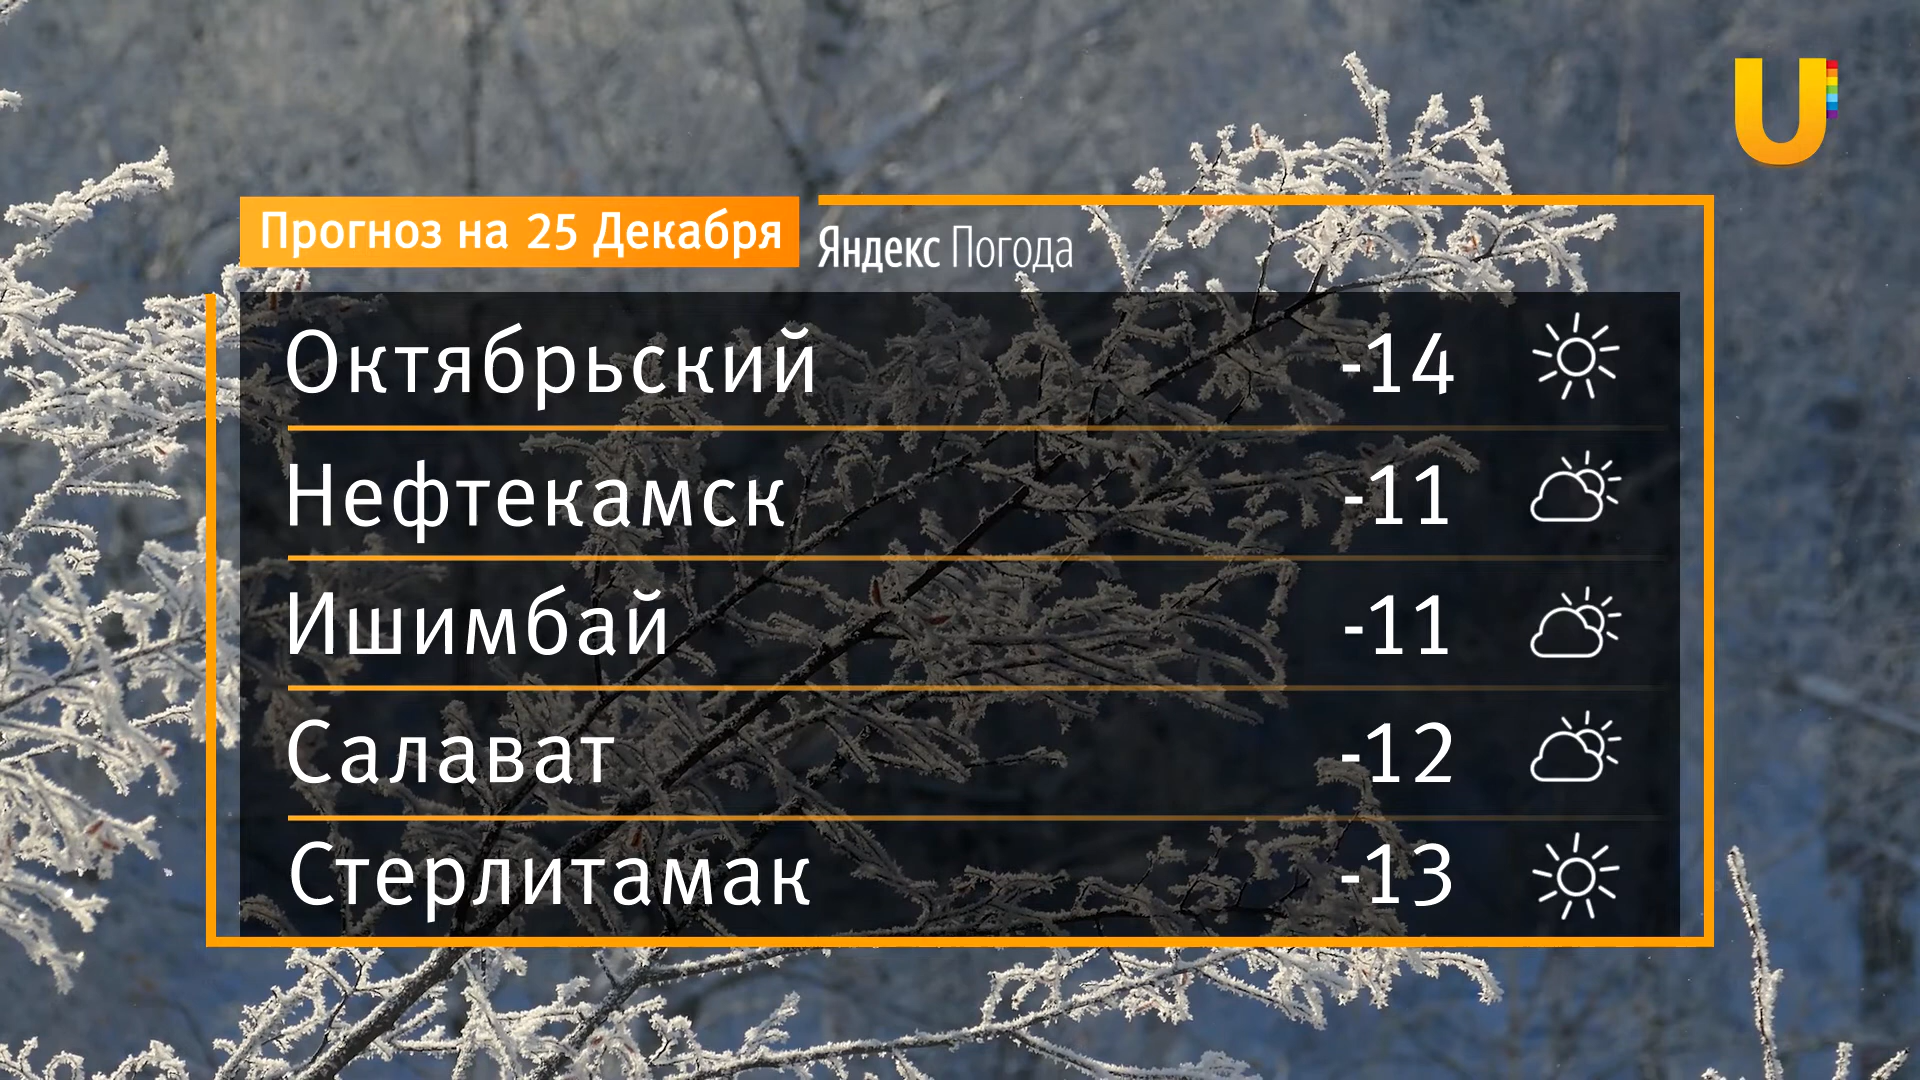 U
Прогноз на 25 Декабря
Яндекс Погода
Октябрьский -14
Нефтекамск -11
Ишимбай -11
Салават -12
Стерлитамак -13